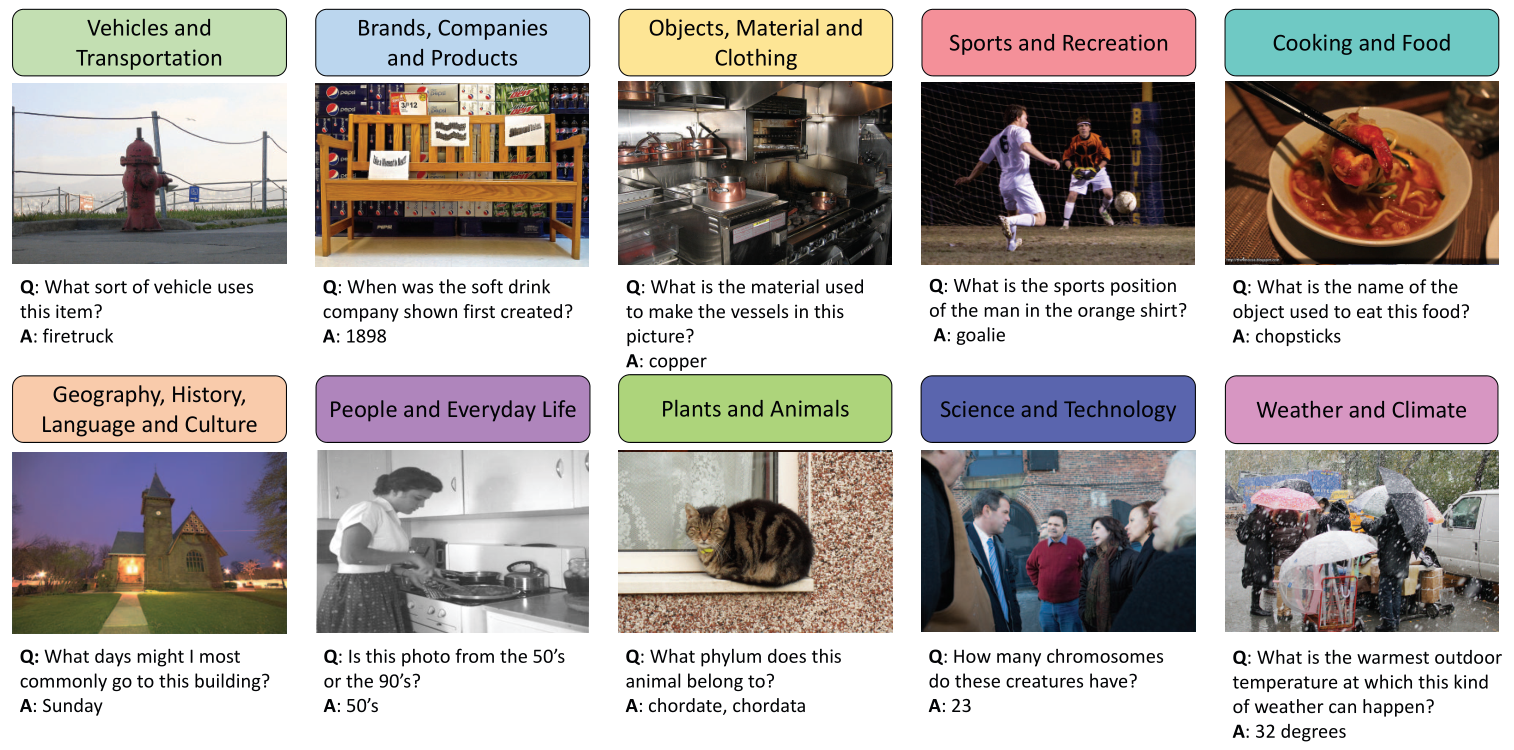 Vehicles and
Transportation
Brands, Companies
and Products
Objects, Material and
Clothing
Sports and Recreation
Cooking and Food
pepsi
3/$12
pepsi
PEPSI
6
BRU
Q: What sort of vehicle uses
this item?
A: firetruck
Q: When was the soft drink
company shown first created?
A: 1898
Q: What is the material used
to make the vessels in this
picture?
A: copper
Q: What is the sports position
of the man in the orange shirt?
A: goalie
Q: What is the name of the
object used to eat this food?
A: chopsticks
Geography, History,
Language and Culture
People and Everyday Life
Plants and Animals
Science and Technology
Weather and Climate
Q: What days might I most
commonly go to this building?
A: Sunday
Q: Is this photo from the 50’s
or the 90’s?
A: 50’s
Q: What phylum does this
animal belong to?
A: chordate, chordata
Q: How many chromosomes
do these creatures have?
A: 23
Q: What is the warmest outdoor
temperature at which this kind
of weather can happen?
A: 32 degrees